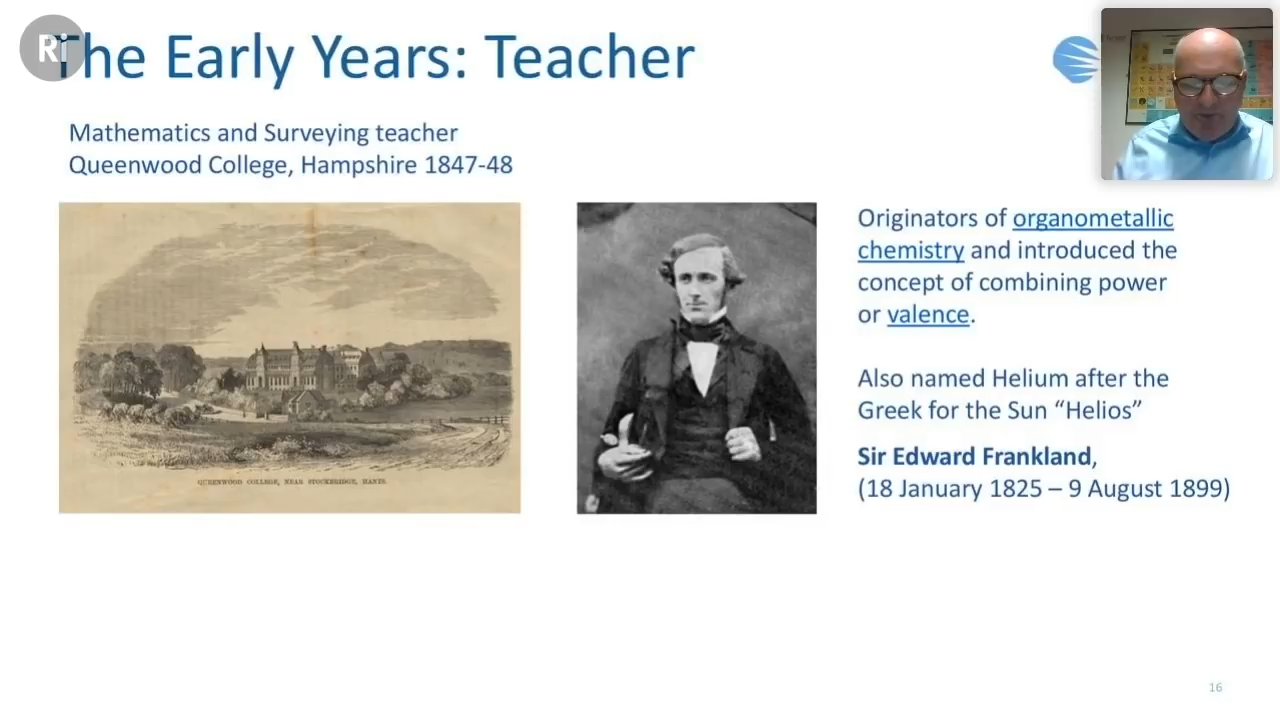 Ri
The Early Years: Teacher
Mathematics and Surveying teacher
Queenwood College, Hampshire 1847-48
QUEENWOOD COLLEGE, NEAR STOCKBRIDGE, HANTS.
Originators of organometallic
chemistry and introduced the
concept of combining power
or valence.
Also named Helium after the
Greek for the Sun “Helios”
Sir Edward Frankland,
(18 January 1825 – 9 August 1899)
16